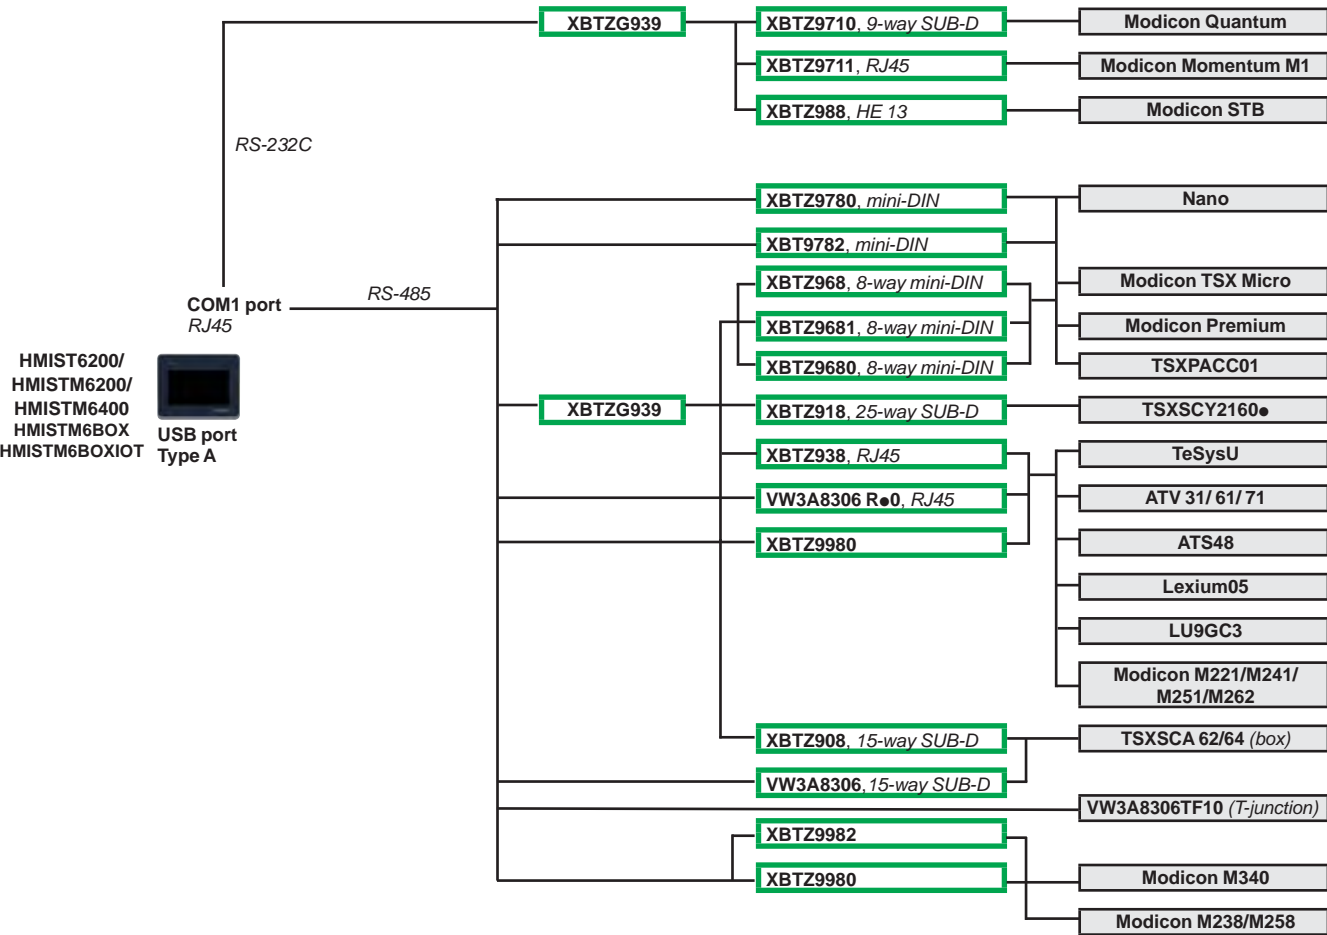 XBTZG939
XBTZ9710, 9-way SUB-D
Modicon Quantum
XBTZ9711, RJ45
Modicon Momentum M1
XBTZ988, HE 13
Modicon STB
RS-232C
XBTZ9780, mini-DIN
Nano
XBT9782, mini-DIN
XBTZ968, 8-way mini-DIN
Modicon TSX Micro
COM1 port
RJ45
RS-485
XBTZ9681, 8-way mini-DIN
Modicon Premium
XBTZ9680, 8-way mini-DIN
TSXPACC01
HMIST6200/
HMISTM6200/
HMISTM6400
HMISTM6BOX
HMISTM6BOXIOT
USB port
Type A
XBTZG939
XBTZ918, 25-way SUB-D
TSXSCY2160●
XBTZ938, RJ45
TeSysU
VW3A8306 R●0, RJ45
ATV 31/ 61/ 71
XBTZ9980
ATS48
Lexium05
LU9GC3
Modicon M221/M241/
M251/M262
XBTZ908, 15-way SUB-D
TSXSCA 62/64 (box)
VW3A8306, 15-way SUB-D
VW3A8306TF10 (T-junction)
XBTZ9982
XBTZ9980
Modicon M340
Modicon M238/M258